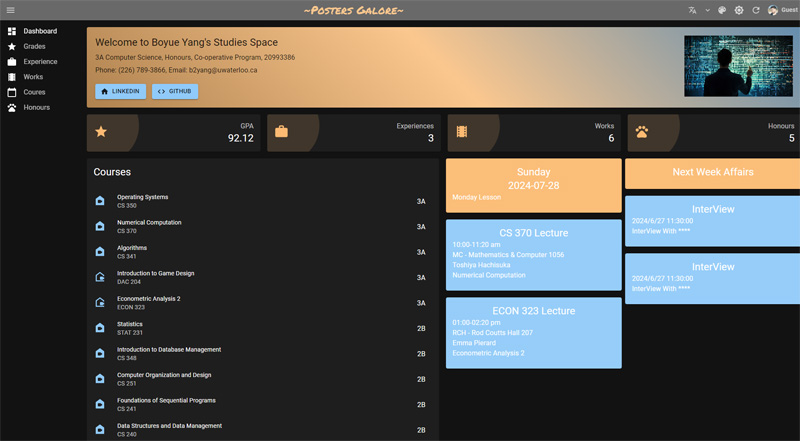 ~Posters Galore~
Guest
Dashboard
Grades
Experience
Works
Coures
Honours
Welcome to Boyue Yang's Studies Space
3A Computer Science, Honours, Co-operative Program, 20993386
Phone: (226) 789-3866, Email: b2yang@uwaterloo.ca
LINKEDIN
GITHUB
GPA
92.12
Experiences
3
Works
6
Honours
5
Courses
Operating Systems
CS 350
3A
Numerical Computation
CS 370
3A
Algorithms
CS 341
3A
Introduction to Game Design
DAC 204
3A
Econometric Analysis 2
ECON 323
3A
Statistics
STAT 231
2B
Introduction to Database Management
CS 348
2B
Computer Organization and Design
CS 251
2B
Foundations of Sequential Programs
CS 241
2B
Data Structures and Data Management
CS 240
2B
Sunday
2024-07-28
Monday Lesson
CS 370 Lecture
10:00-11:20 am
MC - Mathematics & Computer 1056
Toshiya Hachisuka
Numerical Computation
ECON 323 Lecture
01:00-02:20 pm
RCH - Rod Coutts Hall 207
Emma Pierard
Econometric Analysis 2
Next Week Affairs
InterView
2024/6/27 11:30:00
InterView With ****
InterView
2024/6/27 11:30:00
InterView With ****